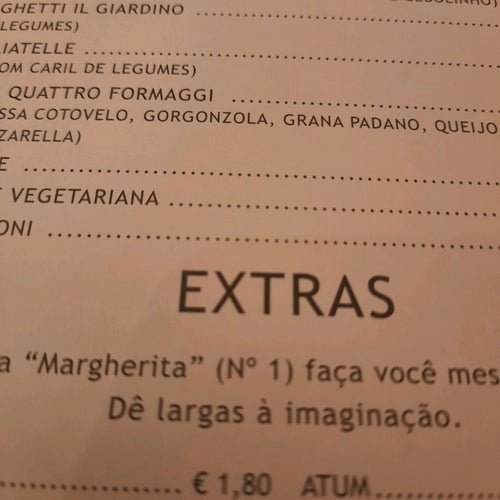 GHETTI IL GIARDINO ........................
LEGUMES)
IATELLE ........................
OM CARIL DE LEGUMES)
QUATTRO FORMAGGI ........................
SSA COTOVELO, GORGONZOLA, GRANA PADANO, QUEIJO
ZARELLA)
E ........................
VEGETARIANA ........................
ONI ........................
EXTRAS
a “Margherita” (Nº 1) faça você mes
Dê largas à imaginação.
........................ € 1,80 ATUM ............